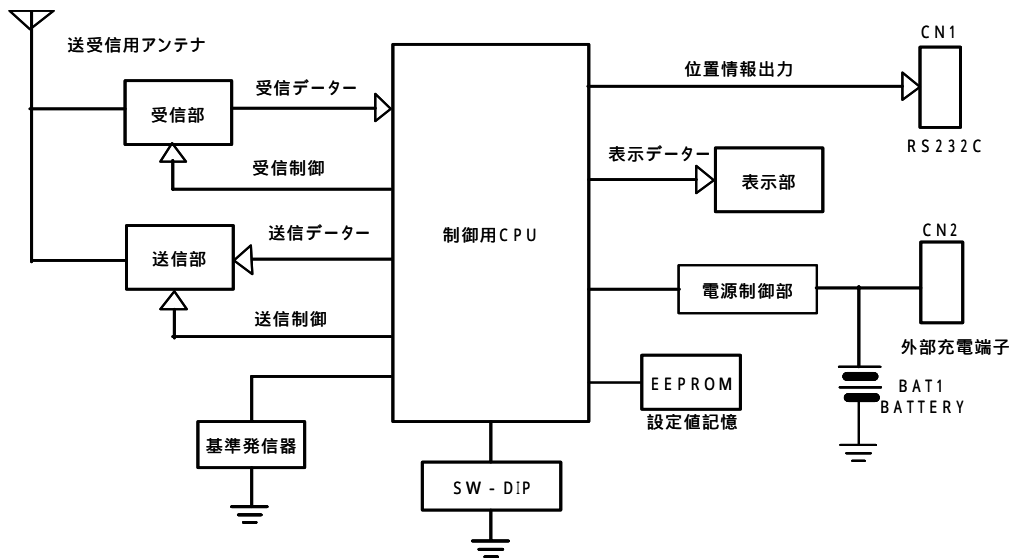 送受信用アンテナ
CN1
位置情報出力
受信データー
受信部
RS232C
表示データー
受信制御
表示部
送信データー
制御用CPU
CN2
送信部
電源制御部
送信制御
外部充電端子
EEPROM
BAT1
BATTERY
設定値記憶
基準発信器
SW-DIP